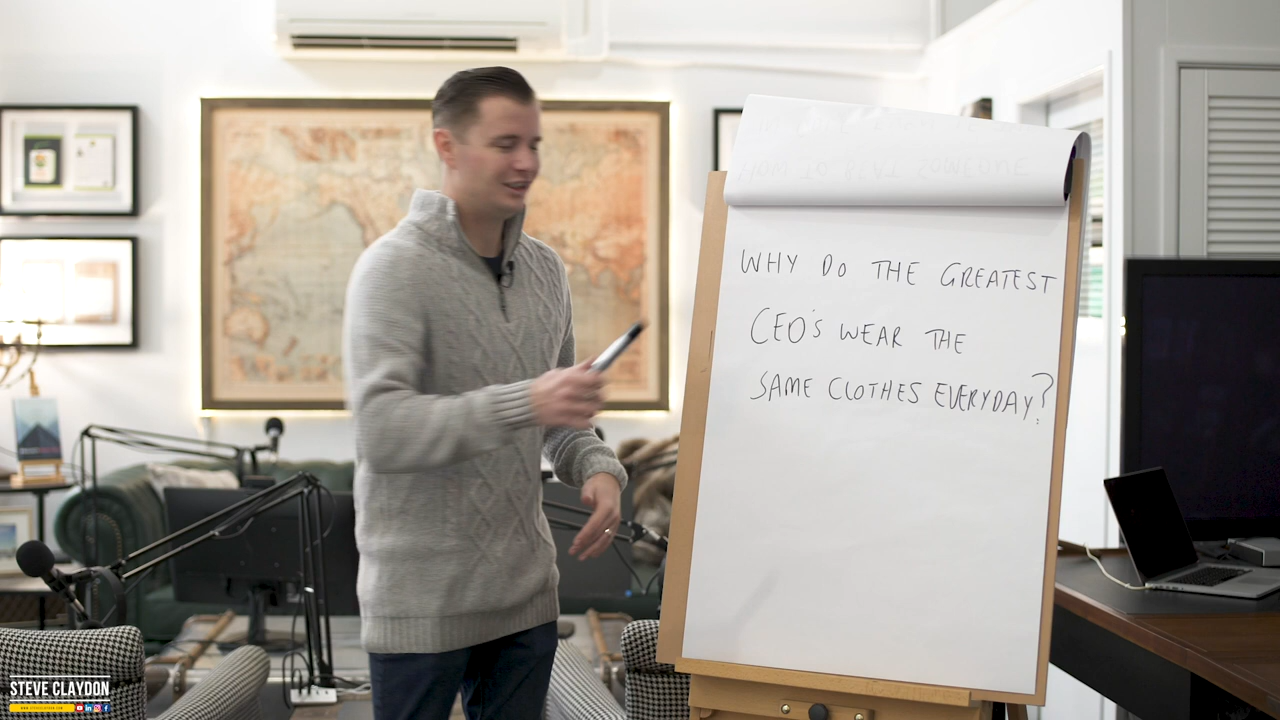 WHY DO THE GREATEST
CEO'S WEAR THE
SAME CLOTHES EVERYDAY?
STEVE CLAYDON